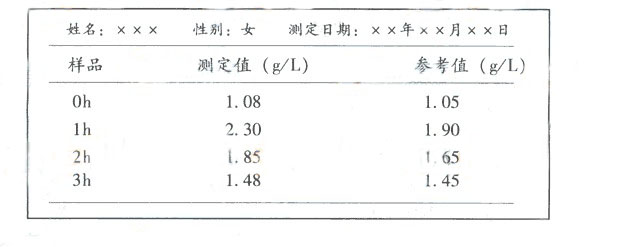 姓名：××× 性别：女 测定日期：××年××月××日
样品 测定值（g/L） 参考值（g/L）
0h 1.08 1.05
1h 2.30 1.90
2h 1.85 1.65
3h 1.48 1.45